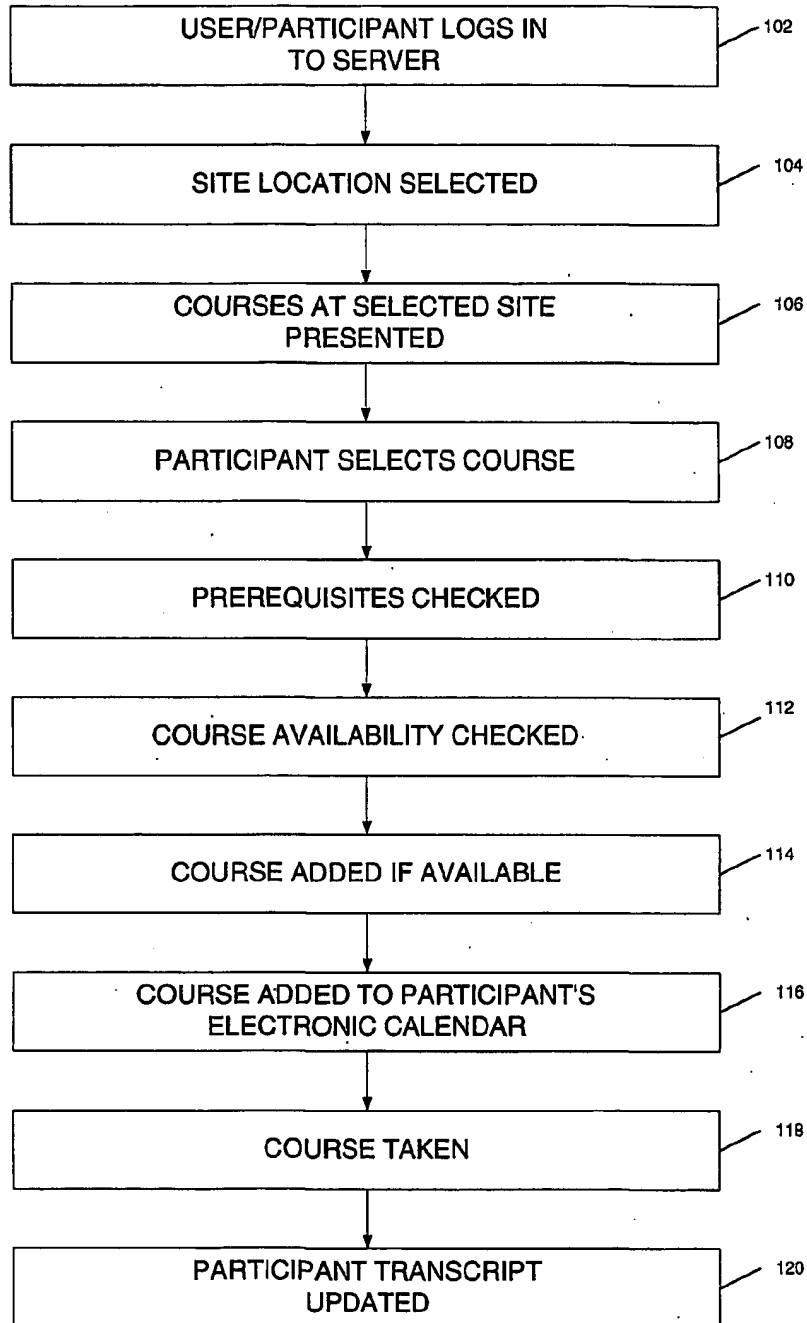 USER/PARTICIPANT LOGS IN
TO SERVER
102
SITE LOCATION SELECTED
104
COURSES AT SELECTED SITE
PRESENTED
106
PARTICIPANT SELECTS COURSE
108
PREREQUISITES CHECKED
110
COURSE AVAILABILITY CHECKED
112
COURSE ADDED IF AVAILABLE
114
COURSE ADDED TO PARTICIPANT'S
ELECTRONIC CALENDAR
116
COURSE TAKEN
118
PARTICIPANT TRANSCRIPT
UPDATED
120